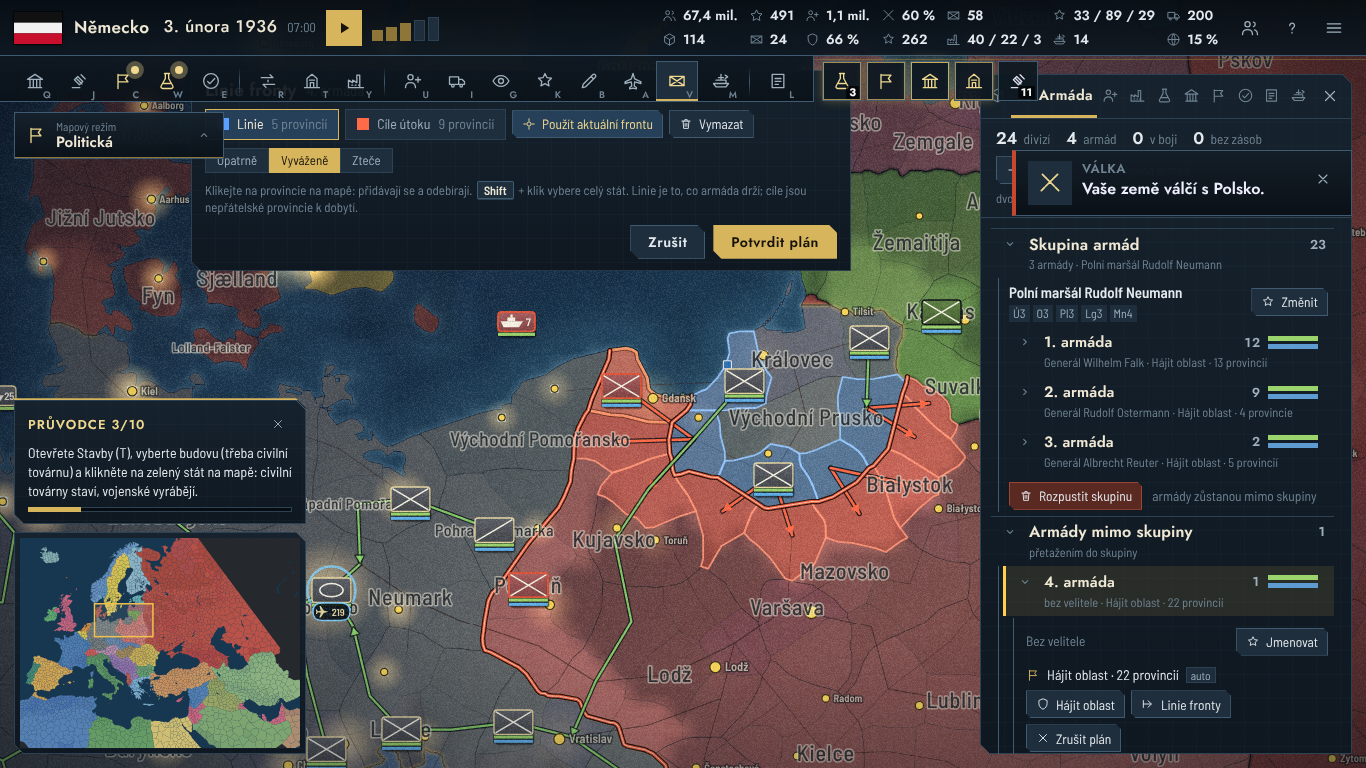 Německo 3. února 1936 07:00
67,4 mil. 491 1,1 mil. 60 % 58 33 / 89 / 29 200
114 24 66 % 262 40 / 22 / 3 14 15 %
Q J C W E R T Y U I G K B A V M L
3
11
Pskov
Armáda
24 divizí 4 armád 0 v boji 0 bez zásob
VÁLKA
Vaše země válčí s Polsko.
Mapový režim
Politická
Linie 5 provincií
Cíle útoku 9 provincií
Použít aktuální frontu
Vymazat
Opatrně Vyváženě Zteče
Klikejte na provincie na mapě: přidávají se a odebírají. Shift + klik vybere celý stát. Linie je to, co armáda drží; cíle jsou
nepřátelské provincie k dobytí.
Zrušit
Potvrdit plán
Skupina armád 23
3 armády · Polní maršál Rudolf Neumann
Polní maršál Rudolf Neumann
Změnit
Ú3 O3 Pl3 Lg3 Mn4
1. armáda 12
Generál Wilhelm Falk · Hájit oblast · 13 provincií
2. armáda 9
Generál Rudolf Ostermann · Hájit oblast · 4 provincie
3. armáda 2
Generál Albrecht Reuter · Hájit oblast · 5 provincií
Rozpustit skupinu
armády zůstanou mimo skupiny
Armády mimo skupiny 1
přetažením do skupiny
4. armáda 1
bez velitele · Hájit oblast · 22 provincií
Bez velitele
Jmenovat
Hájit oblast · 22 provincií auto
Hájit oblast
Linie fronty
Zrušit plán
PRŮVODCE 3/10
Otevřete Stavby (T), vyberte budovu (třeba civilní
továrnu) a klikněte na zelený stát na mapě: civilní
továrny staví, vojenské vyrábějí.
Aalborg
Aarhus
Jižní Jutsko
Fyn
Sjælland
Lolland-Falster
Kiel
25
7
219
Zemgale
Žemaitija
Tilsit
Královec
Gdaňsk
Východní Prusko
Východní Pomořansko
Bialystok
Kujavsko
Toruň
Mazovsko
Varšava
Neumark
Lodž
Lodž
Radom
Vratislav
Kielce